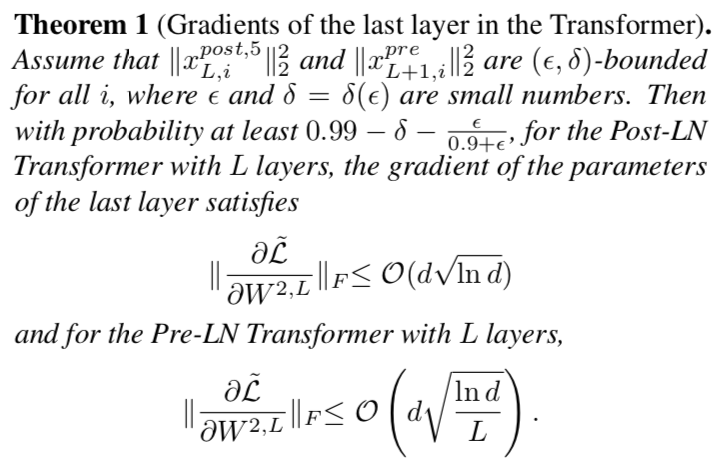 Theorem 1 (Gradients of the last layer in the Transformer).
Assume that $\|x_{L,i}^{post,5}\|_2^2$ and $\|x_{L+1,i}^{pre}\|_2^2$ are $(\epsilon, \delta)$-bounded
for all $i$, where $\epsilon$ and $\delta = \delta(\epsilon)$ are small numbers. Then
with probability at least $0.99 - \delta - \frac{\epsilon}{0.9+\epsilon}$, for the Post-LN
Transformer with $L$ layers, the gradient of the parameters
of the last layer satisfies
$\|\frac{\partial \tilde{\mathcal{L}}}{\partial W^{2,L}}\|_F \leq \mathcal{O}(d\sqrt{\ln d})$
and for the Pre-LN Transformer with $L$ layers,
$\|\frac{\partial \tilde{\mathcal{L}}}{\partial W^{2,L}}\|_F \leq \mathcal{O}\left(d\sqrt{\frac{\ln d}{L}}\right).$